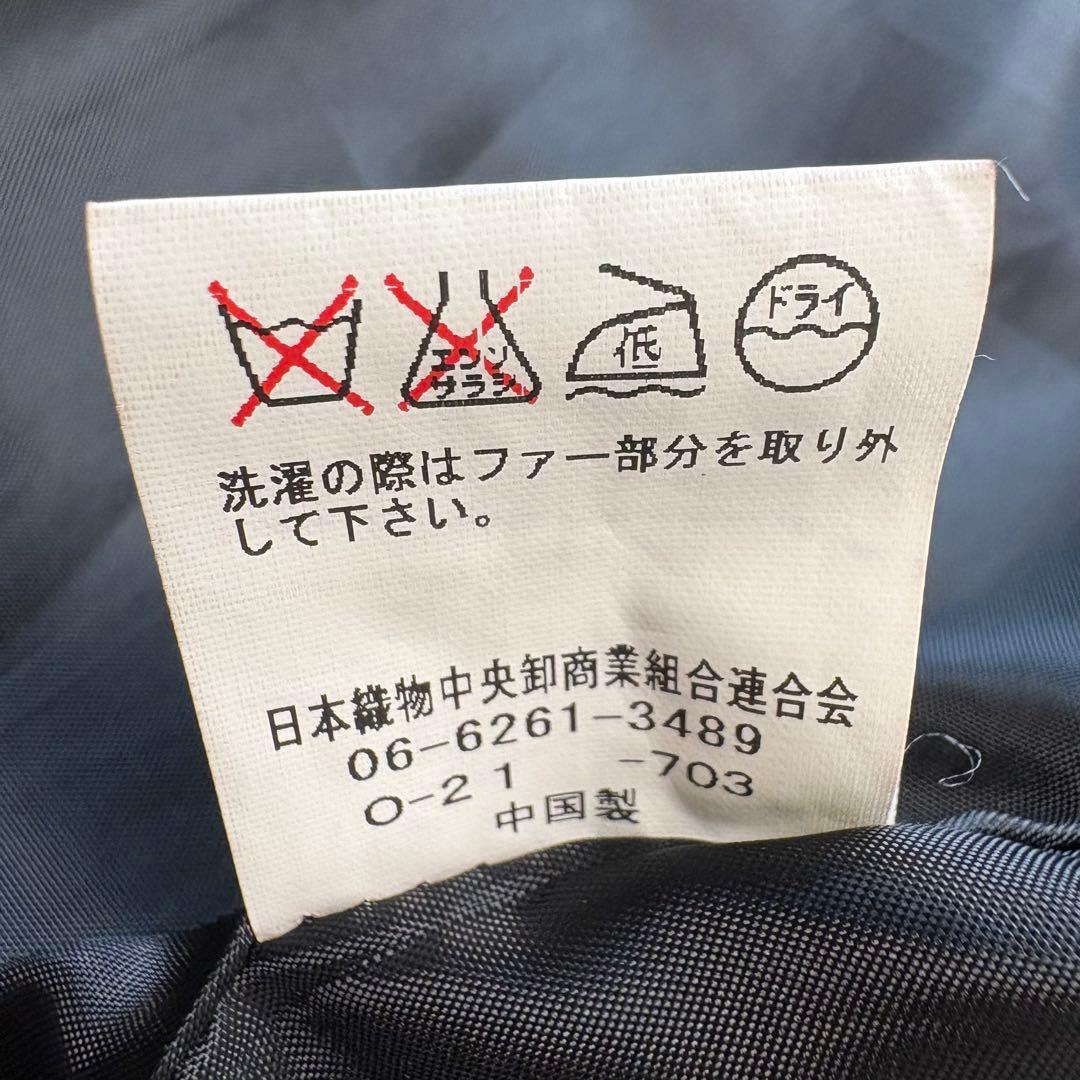 エンソ
サラシ
低
ドライ
洗濯の際はファー部分を取り外
して下さい。
日本織物中央卸商業組合連合会
06-6261-3489
0-21 -703
中国製